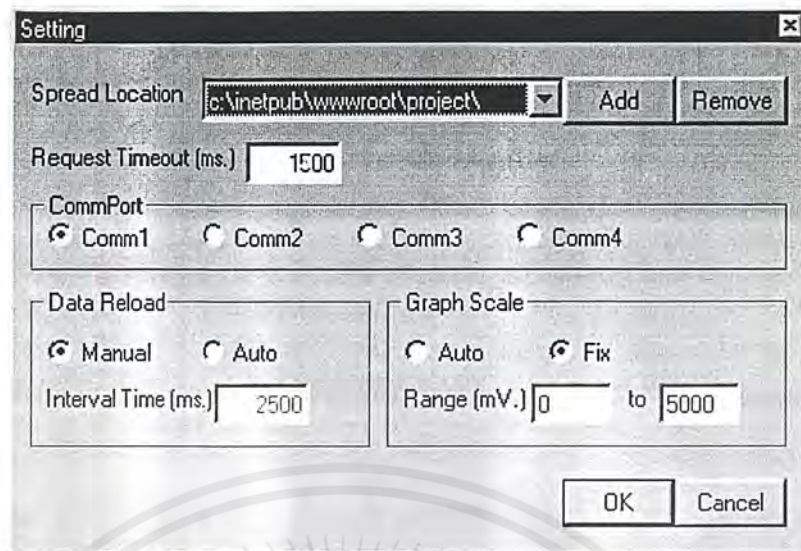 Setting
Spread Location c:\inetpub\wwwroot\project\ Add Remove
Request Timeout (ms.) 1500
CommPort
Comm1 Comm2 Comm3 Comm4
Data Reload Graph Scale
Manual Auto Auto Fix
Interval Time (ms.) 2500 Range (mV.) 0 to 5000
OK Cancel